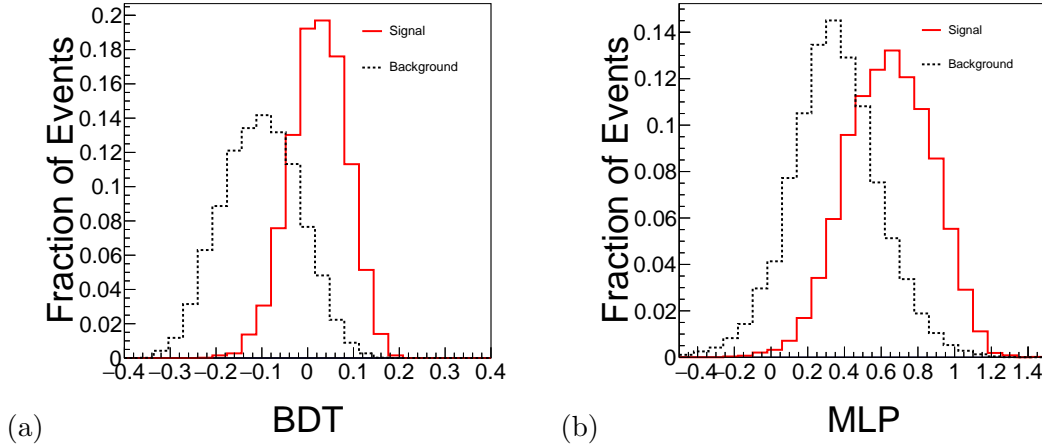 Fraction of Events
0.2
0.18
0.16
0.14
0.12
0.1
0.08
0.06
0.04
0.02
0
Signal
Background
−0.4 −0.3 −0.2 −0.1 0 0.1 0.2 0.3 0.4
(a) BDT
Fraction of Events
0.14
0.12
0.1
0.08
0.06
0.04
0.02
0
Signal
Background
−0.4 −0.2 0 0.2 0.4 0.6 0.8 1 1.2 1.4
(b) MLP